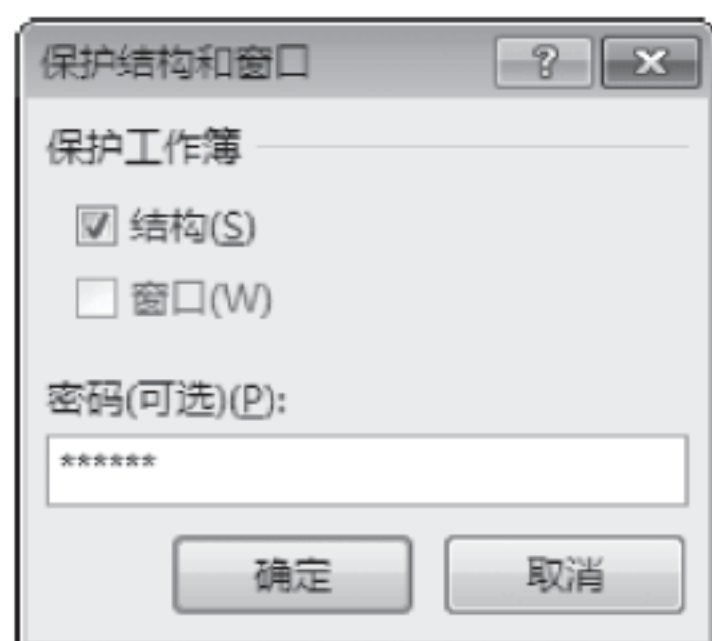 保护结构和窗口
保护工作簿
结构(S)
窗口(W)
密码(可选)(P):
******
确定 取消